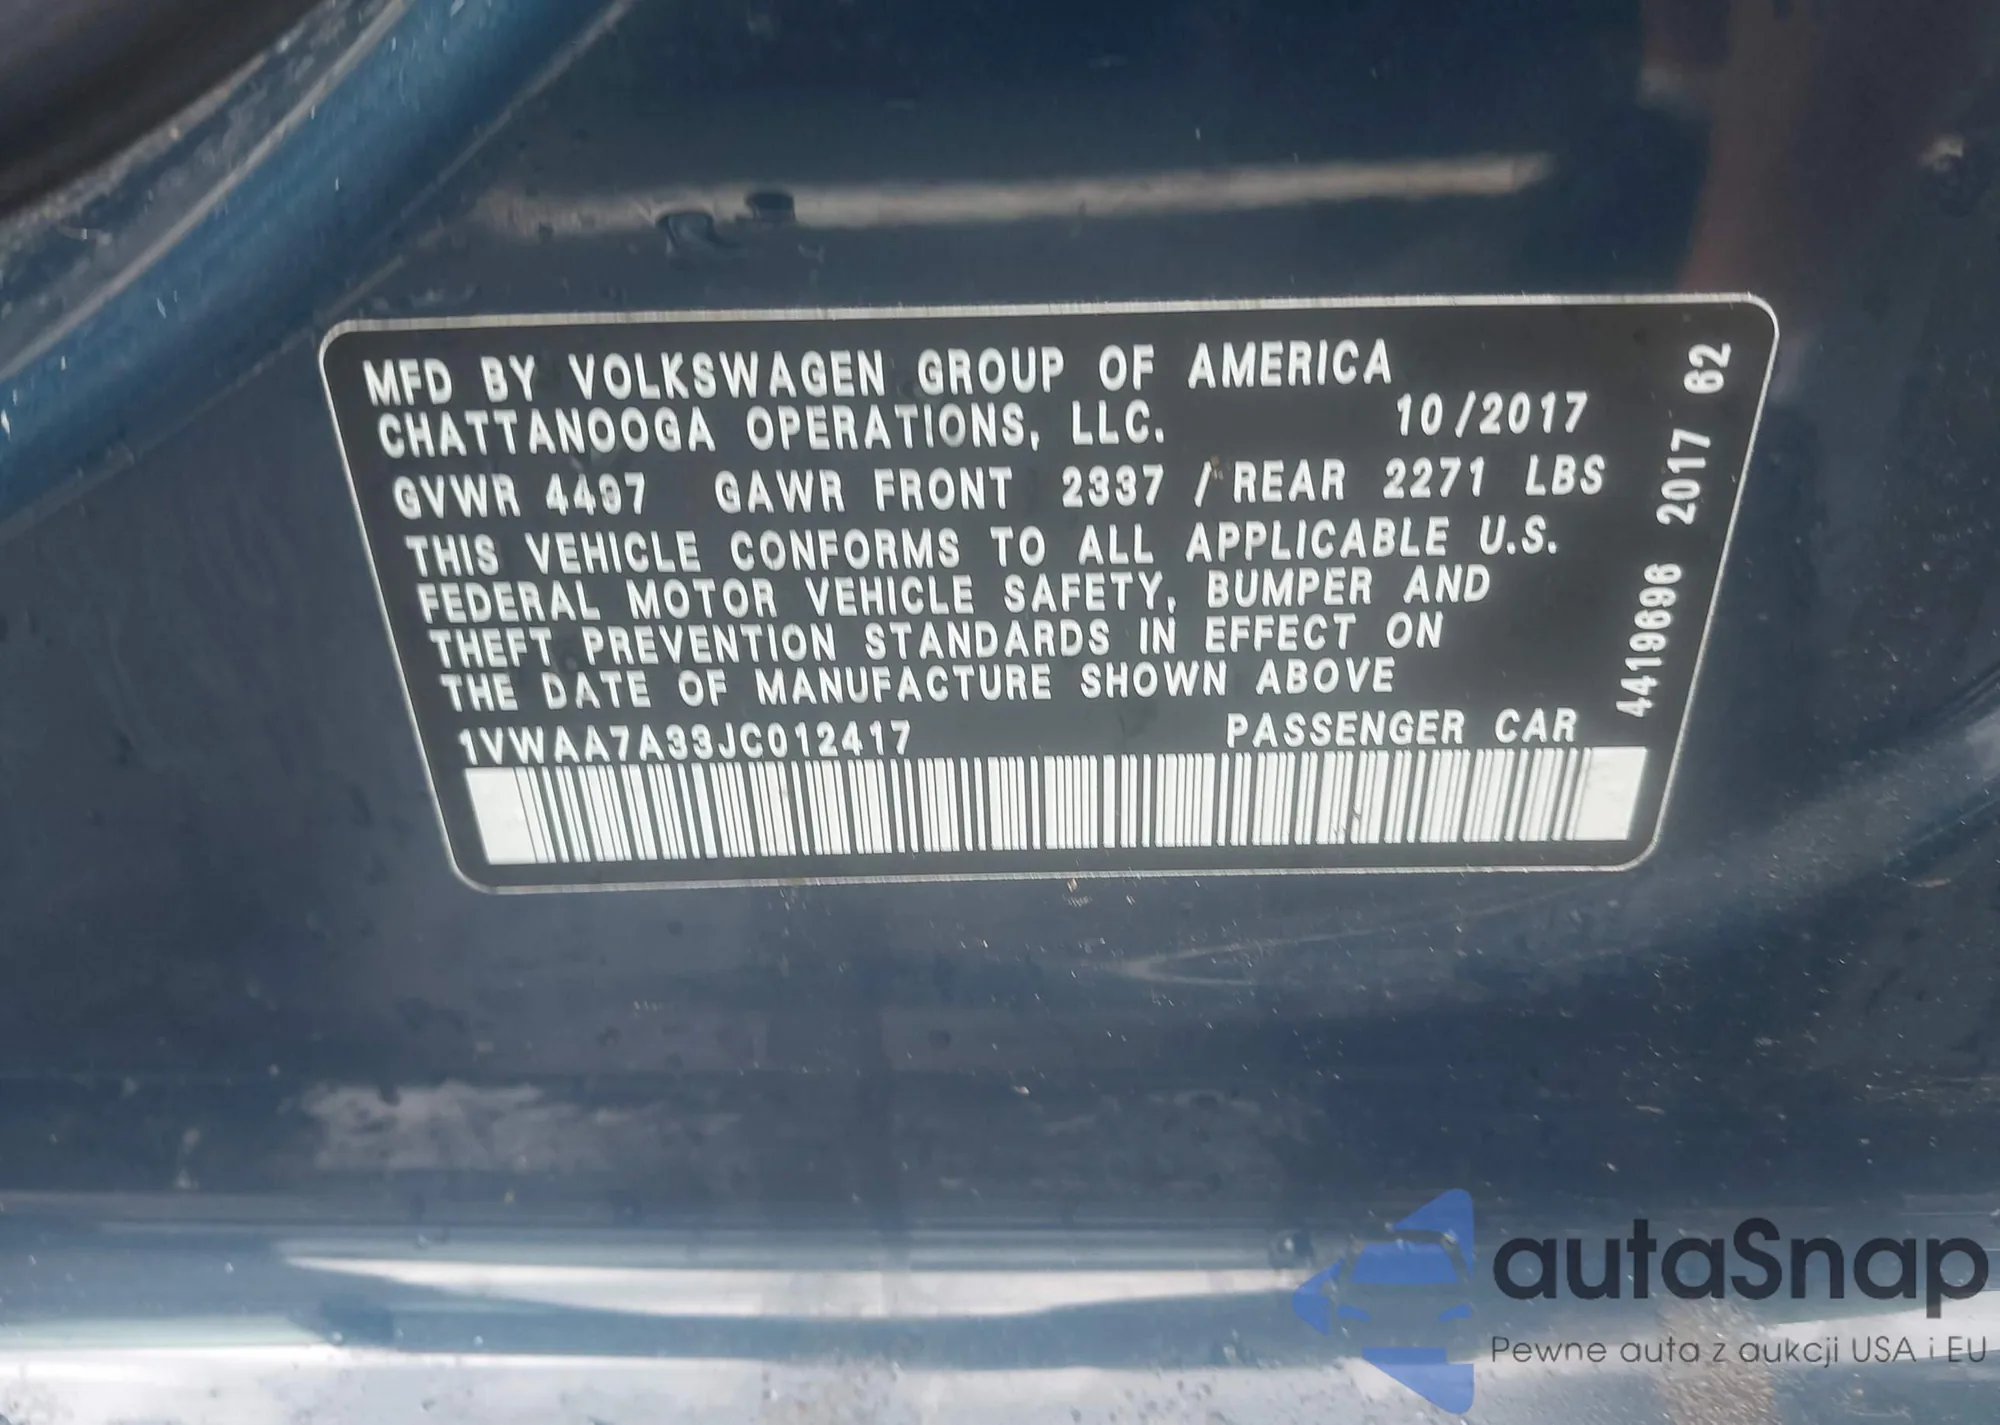 MFD BY VOLKSWAGEN GROUP OF AMERICA
CHATTANOOGA OPERATIONS, LLC. 10/2017
GVWR 4497 GAWR FRONT 2337 / REAR 2271 LBS
THIS VEHICLE CONFORMS TO ALL APPLICABLE U.S.
FEDERAL MOTOR VEHICLE SAFETY, BUMPER AND
THEFT PREVENTION STANDARDS IN EFFECT ON
THE DATE OF MANUFACTURE SHOWN ABOVE
1VWAA7A33JC012417 PASSENGER CAR
4419696 2017 62
autaSnap
Pewne auta z aukcji USA i EU